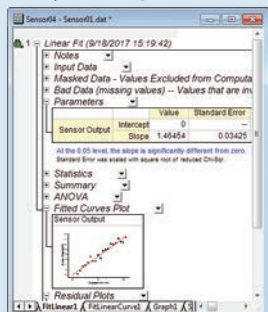 Sensor04 - Sensor01.dat *
1 Linear Fit (9/18/2017 15:19:42)
Notes
Input Data
Masked Data - Values Excluded from Computa
Bad Data (missing values) -- Values that are inv
Parameters
Value Standard Error
Sensor Output Intercept 0 --
Slope 1.46454 0.03425
At the 0.05 level, the slope is significantly different from zero.
Standard Error was scaled with square root of reduced Chi-Sqr.
Statistics
Summary
ANOVA
Fitted Curves Plot
Sensor Output
Residual Plots
FitLinear1 FitLinearCurve1 Graph1